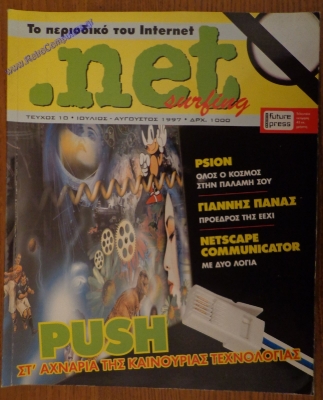 Το περιοδικό του Internet
www.RetroComputers.gr
.net
surfing
ΤΕΥΧΟΣ 10 • ΙΟΥΛΙΟΣ - ΑΥΓΟΥΣΤΟΣ 1997 • ΔΡΧ. 1000
future
press
PSION
ΟΛΟΣ Ο ΚΟΣΜΟΣ
ΣΤΗΝ ΠΑΛΑΜΗ ΣΟΥ
ΓΙΑΝΝΗΣ ΠΑΝΑΣ
ΠΡΟΕΔΡΟΣ ΤΗΣ ΕΕΧΙ
NETSCAPE
COMMUNICATOR
ΜΕ ΔΥΟ ΛΟΓΙΑ
PUSH
ΣΤ' ΑΧΝΑΡΙΑ ΤΗΣ ΚΑΙΝΟΥΡΙΑΣ ΤΕΧΝΟΛΟΓΙΑΣ